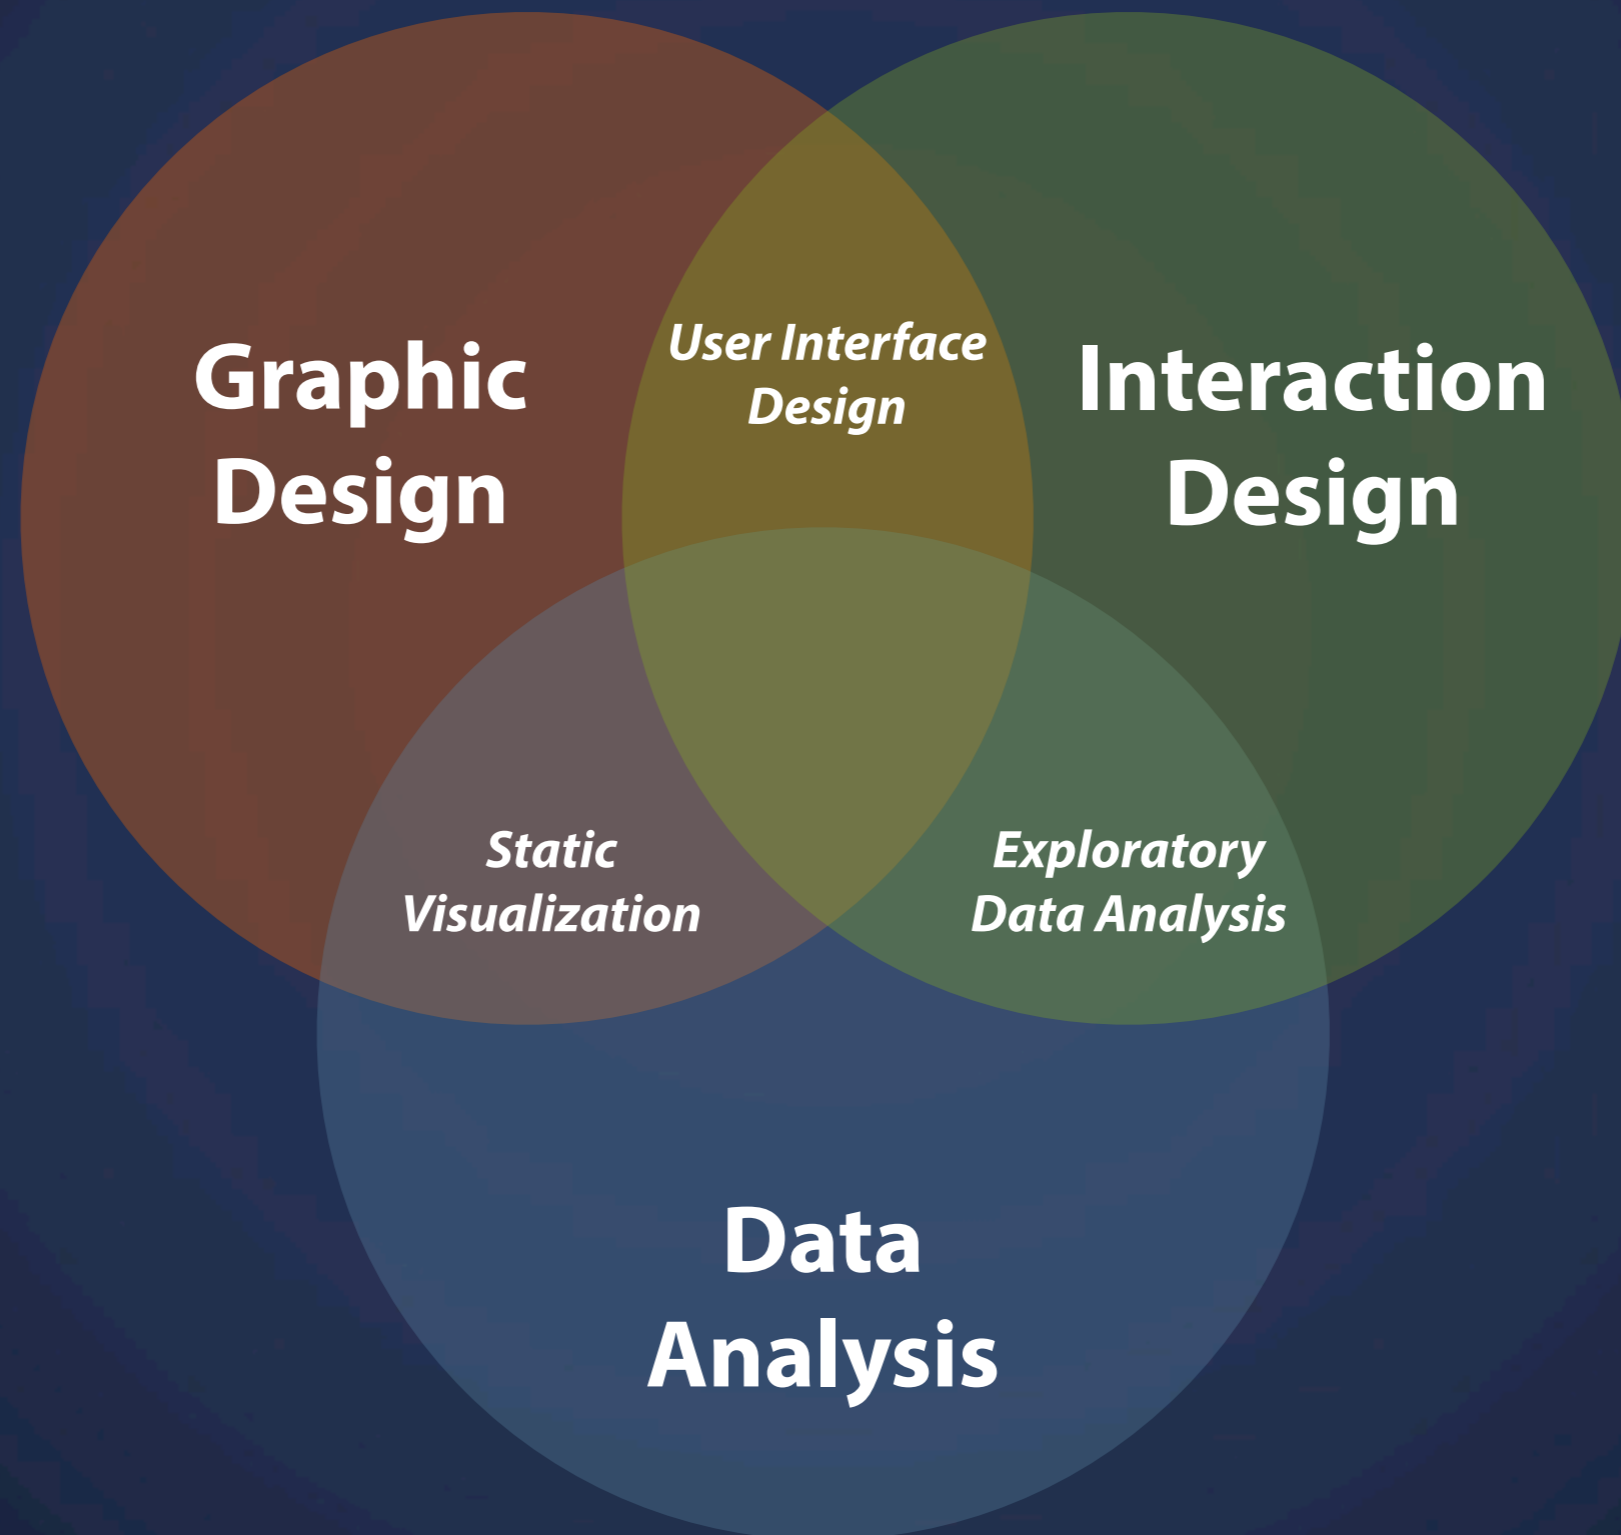 Graphic
Design
User Interface
Design
Interaction
Design
Static
Visualization
Exploratory
Data Analysis
Data
Analysis